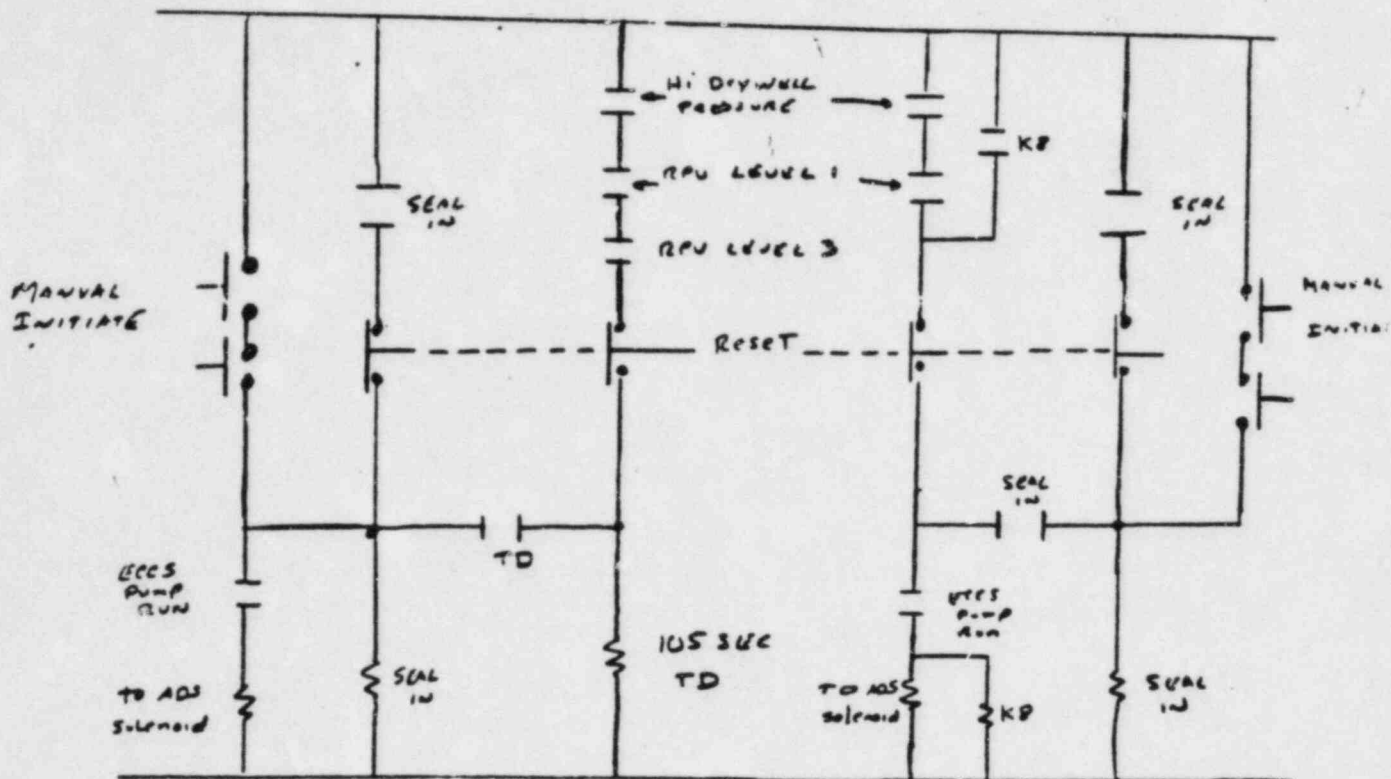 Hi DRYWELL
PRESSURE
K8
SEAL
IN
RPV LEVEL 1
SEAL
IN
RPV LEVEL 3
MANUAL
INITIATE
MANUAL
INITIA
RESET
SEAL
IN
TD
ECCS
PUMP
RUN
ECCS
PUMP
RUN
105 SEC
TD
TO ADS
Solenoid
SEAL
IN
TO ADS
Solenoid
K8
SEAL
IN